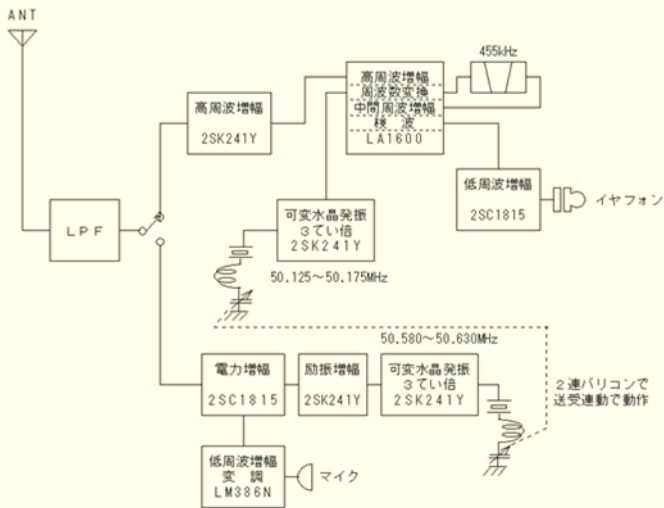 ANT
高周波増幅
2SK241Y
高周波増幅
周波数変換
中間周波増幅
検波
LA1600
455kHz
低周波増幅
2SC1815
イヤフォン
LPF
可変水晶発振
3てい倍
2SK241Y
50.125～50.175MHz
50.580～50.630MHz
電力増幅
2SC1815
励振増幅
2SK241Y
可変水晶発振
3てい倍
2SK241Y
2連バリコンで
送受連動で動作
低周波増幅
変調
LM386N
マイク